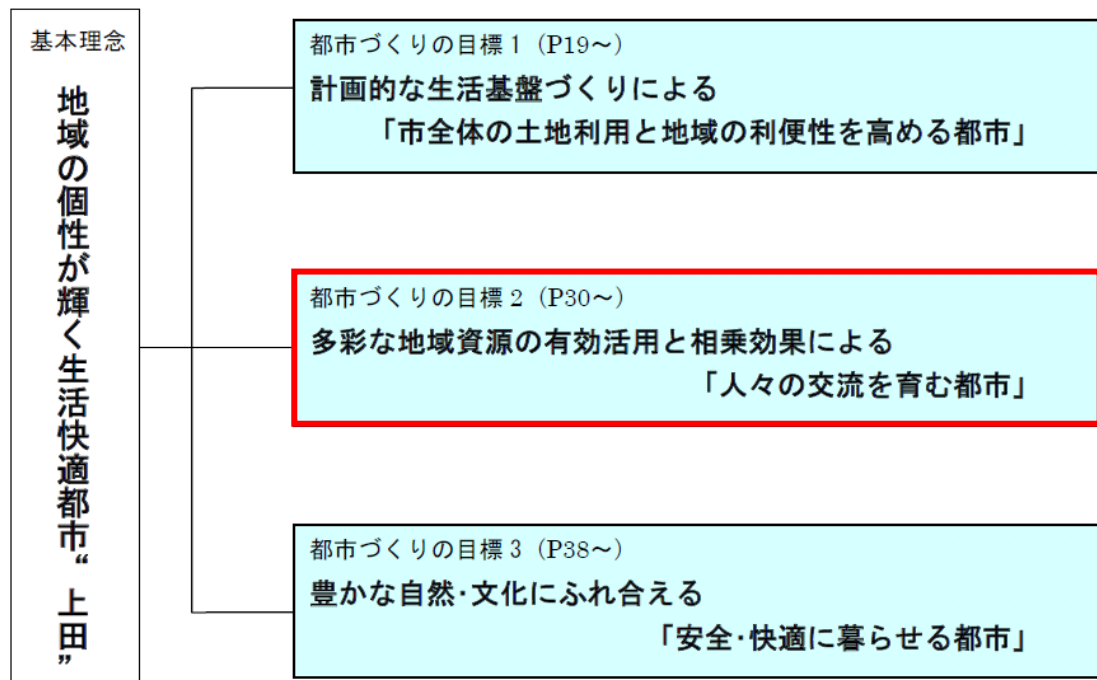 基本理念
地域の個性が輝く生活快適都市“上田”
都市づくりの目標1（P19～）
計画的な生活基盤づくりによる
「市全体の土地利用と地域の利便性を高める都市」
都市づくりの目標2（P30～）
多彩な地域資源の有効活用と相乗効果による
「人々の交流を育む都市」
都市づくりの目標3（P38～）
豊かな自然・文化にふれ合える
「安全・快適に暮らせる都市」